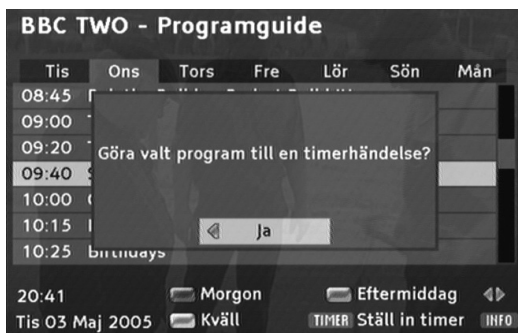 BBC TWO - Programguide
Tis Ons Tors Fre Lör Sön Mån
08:45
09:00
09:20
Göra valt program till en timerhändelse?
09:40
10:00
10:15
Ja
10:25 Birthdays
20:41 Morgon Eftermiddag
Tis 03 Maj 2005 Kväll TIMER Ställ in timer INFO